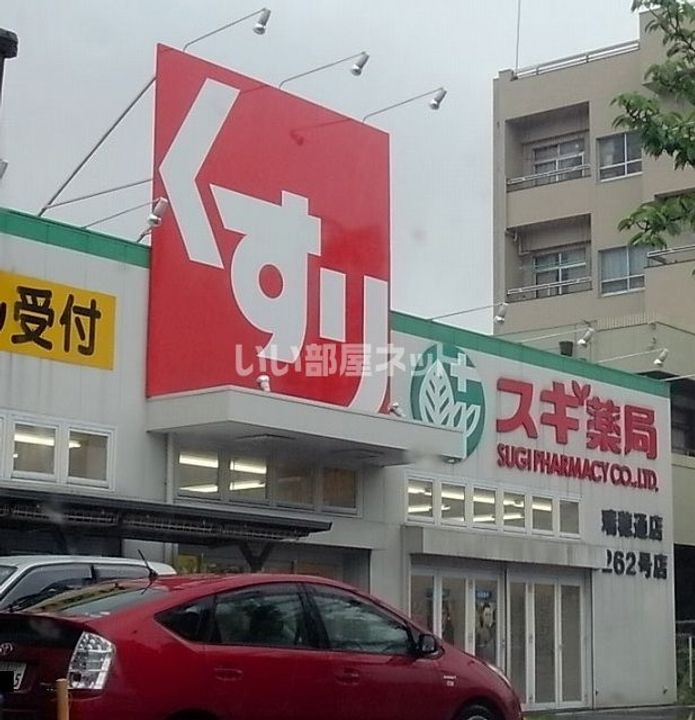 くすり
受付
いい部屋ネット
スギ薬局
SUGI PHARMACY CO.,LTD.
瑞穂通店
262号店